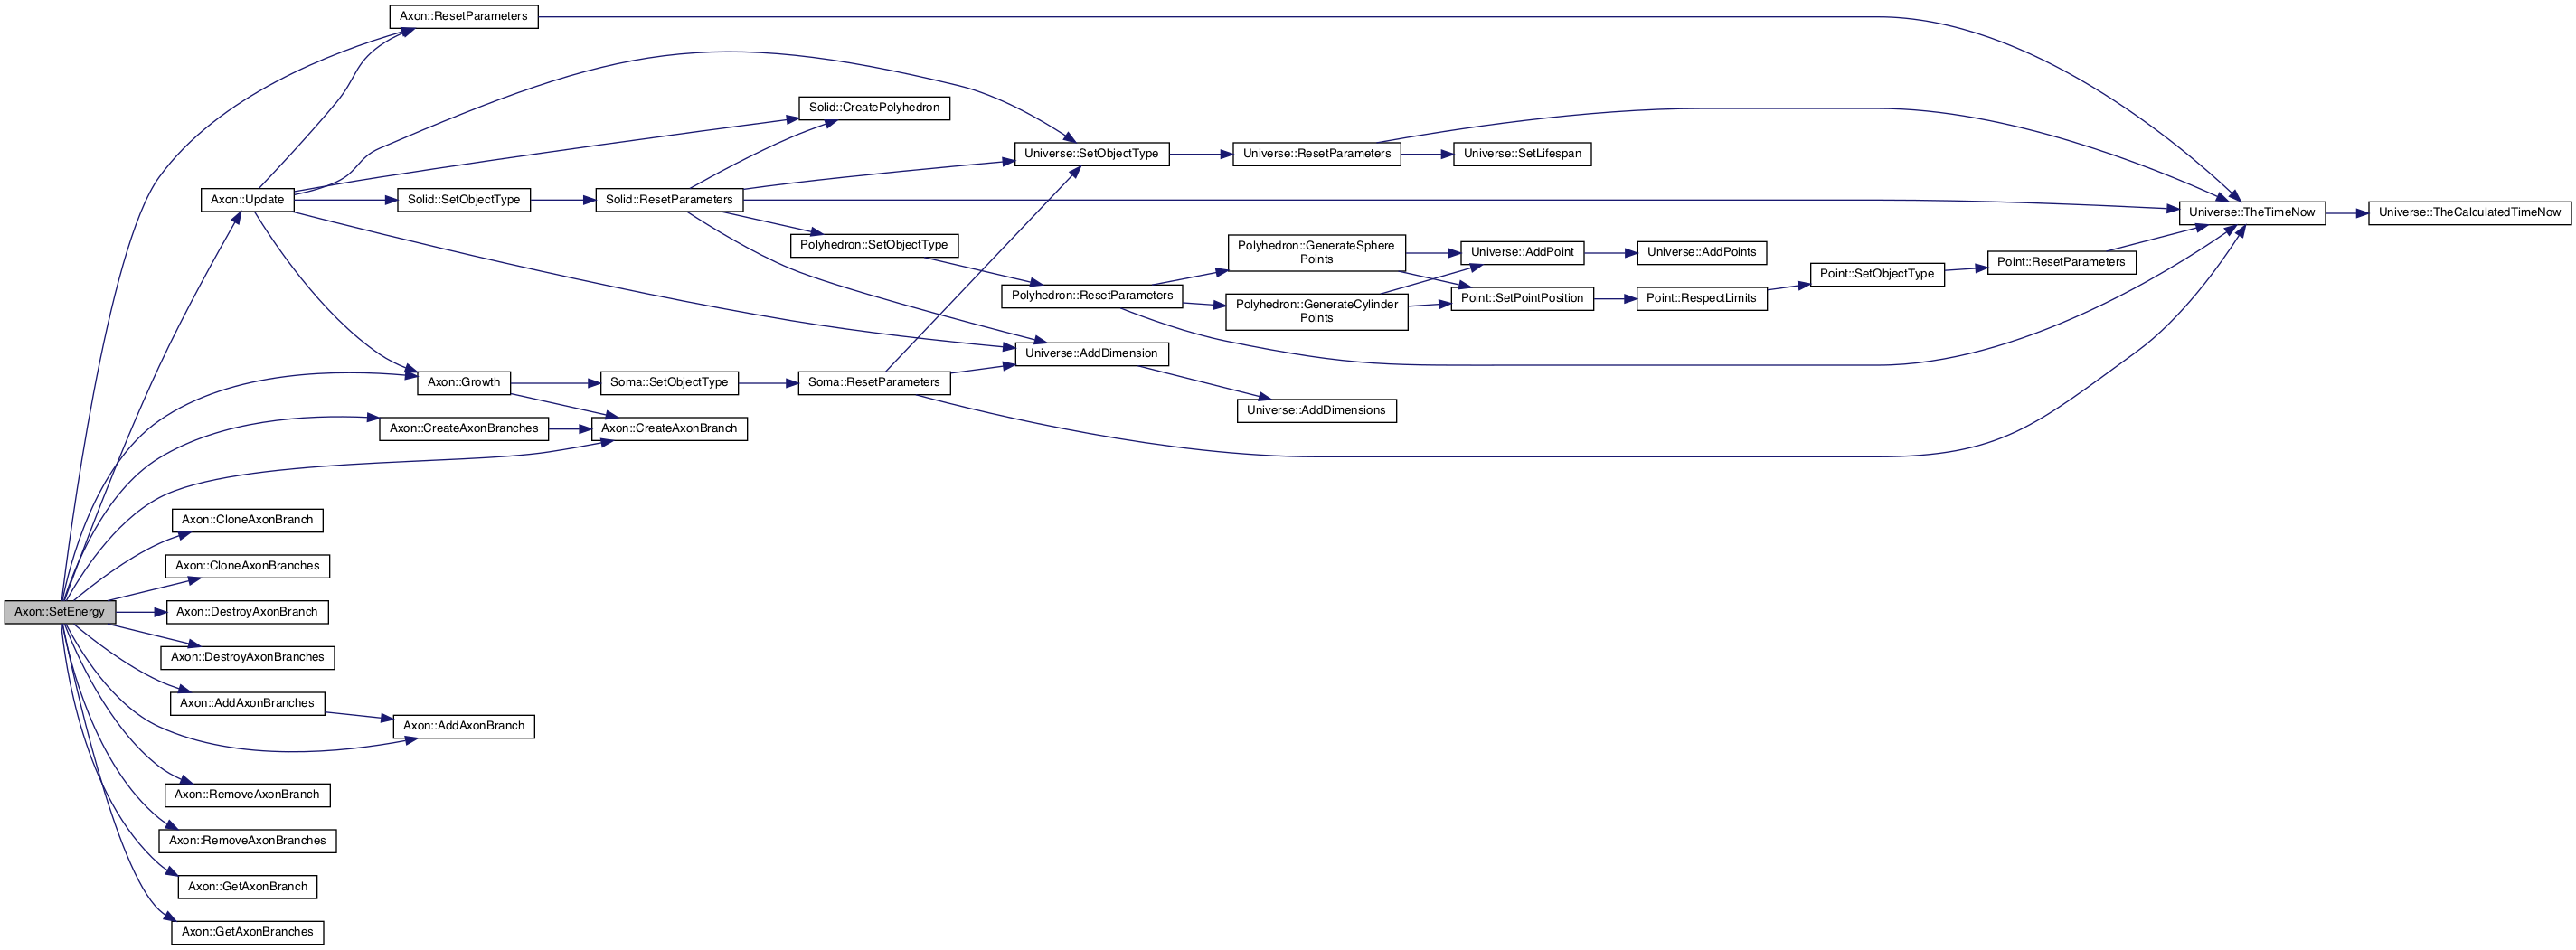 Axon::ResetParameters
Solid::CreatePolyhedron
Universe::SetObjectType
Universe::ResetParameters
Universe::SetLifespan
Axon::Update
Solid::SetObjectType
Solid::ResetParameters
Universe::TheTimeNow
Universe::TheCalculatedTimeNow
Polyhedron::SetObjectType
Polyhedron::GenerateSphere
Points
Universe::AddPoint
Universe::AddPoints
Point::SetObjectType
Point::ResetParameters
Polyhedron::ResetParameters
Polyhedron::GenerateCylinder
Points
Point::SetPointPosition
Point::RespectLimits
Universe::AddDimension
Axon::Growth
Soma::SetObjectType
Soma::ResetParameters
Universe::AddDimensions
Axon::CreateAxonBranches
Axon::CreateAxonBranch
Axon::CloneAxonBranch
Axon::CloneAxonBranches
Axon::SetEnergy
Axon::DestroyAxonBranch
Axon::DestroyAxonBranches
Axon::AddAxonBranches
Axon::AddAxonBranch
Axon::RemoveAxonBranch
Axon::RemoveAxonBranches
Axon::GetAxonBranch
Axon::GetAxonBranches